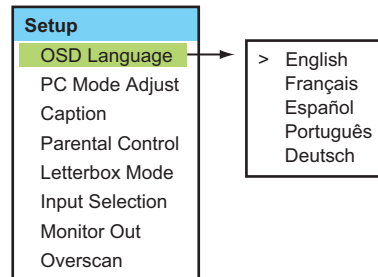 Setup
OSD Language
PC Mode Adjust
Caption
Parental Control
Letterbox Mode
Input Selection
Monitor Out
Overscan
> English
Français
Español
Português
Deutsch